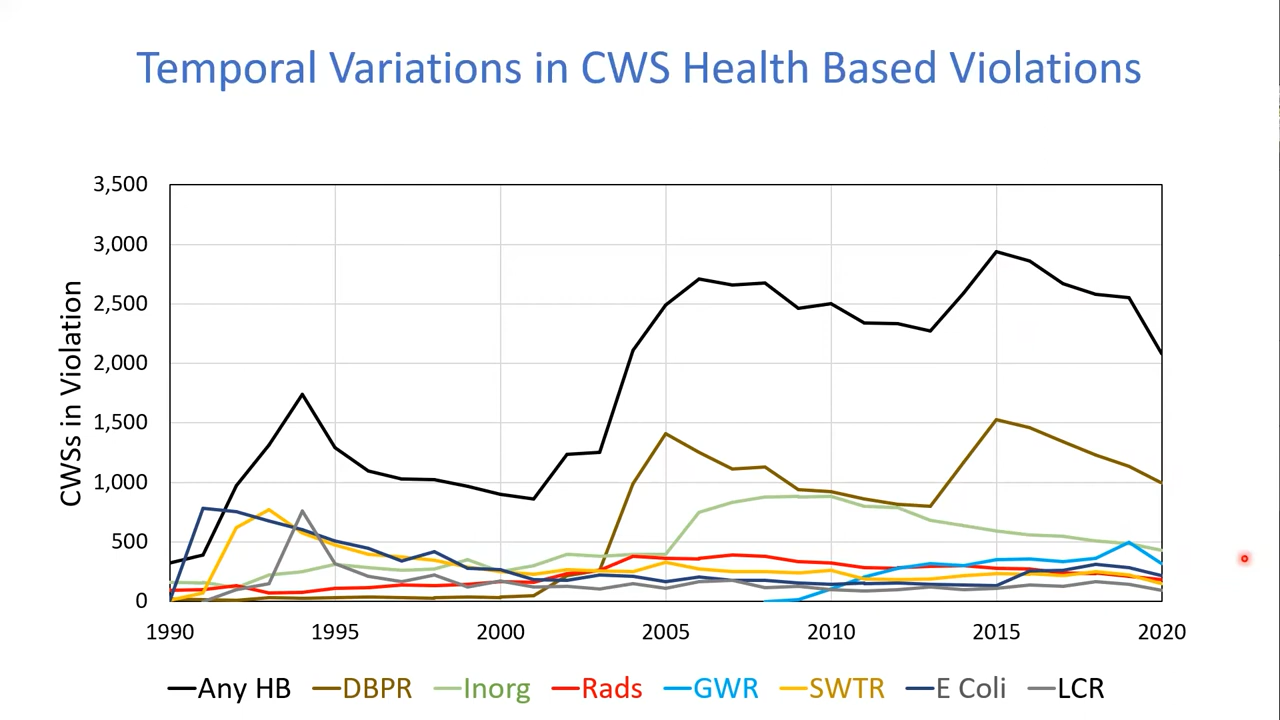 Temporal Variations in CWS Health Based Violations
CWSs in Violation
3,500
3,000
2,500
2,000
1,500
1,000
500
0
1990 1995 2000 2005 2010 2015 2020
Any HB DBPR Inorg Rads GWR SWTR E Coli LCR